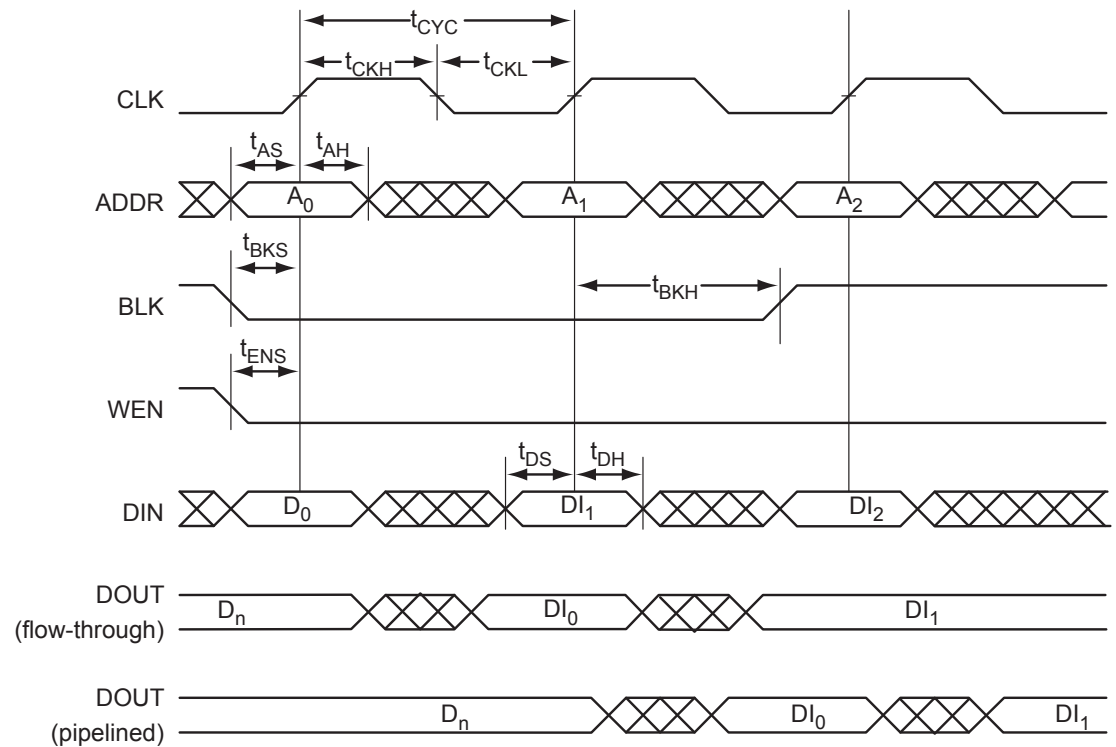 tCYC
tCKH tCKL
CLK
tAS tAH
ADDR A0 A1 A2
tBKS
tBKH
BLK
tENS
WEN
tDS tDH
DIN D0 DI1 DI2
DOUT
(flow-through)
Dn DI0 DI1
DOUT
(pipelined)
Dn DI0 DI1